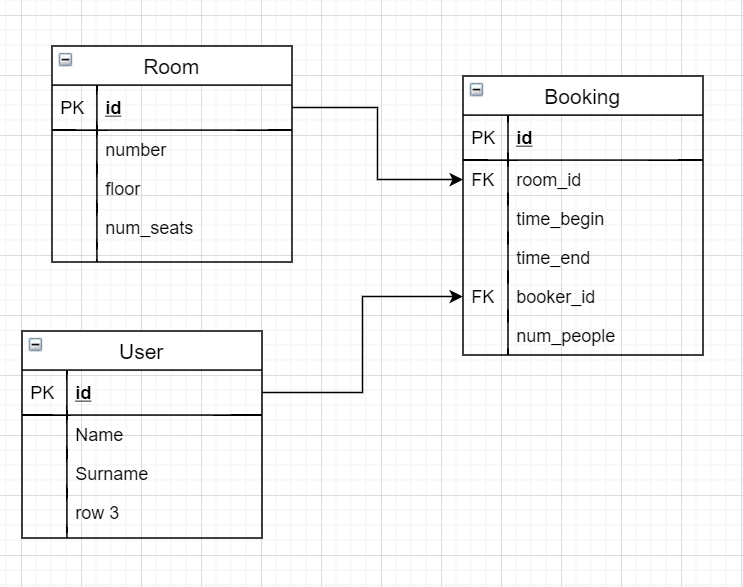 Room
PK id
number
floor
num_seats
Booking
PK id
FK room_id
time_begin
time_end
FK booker_id
num_people
User
PK id
Name
Surname
row 3